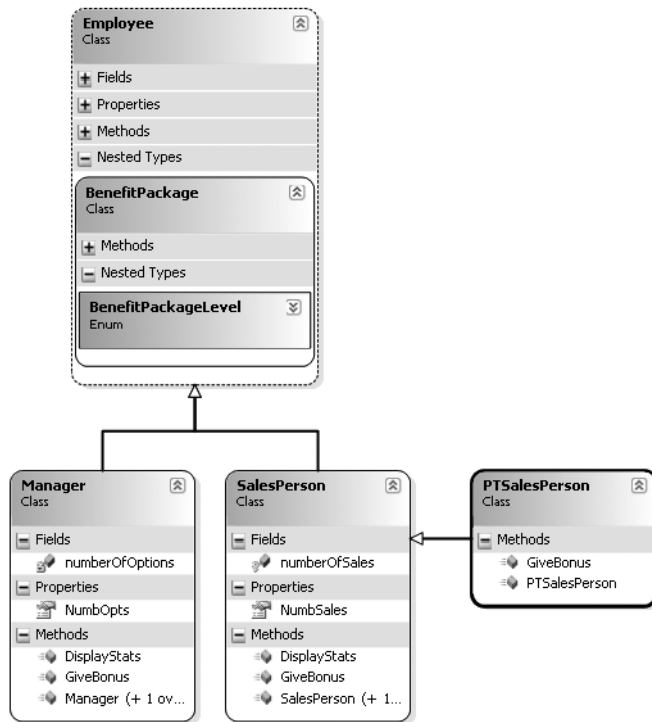 Employee
Class
Fields
Properties
Methods
Nested Types
BenefitPackage
Class
Methods
Nested Types
BenefitPackageLevel
Enum
Manager
Class
Fields
numberOfOptions
Properties
NumbOpts
Methods
DisplayStats
GiveBonus
Manager (+ 1 ov...
SalesPerson
Class
Fields
numberOfSales
Properties
NumbSales
Methods
DisplayStats
GiveBonus
SalesPerson (+ 1...
PTSalesPerson
Class
Methods
GiveBonus
PTSalesPerson